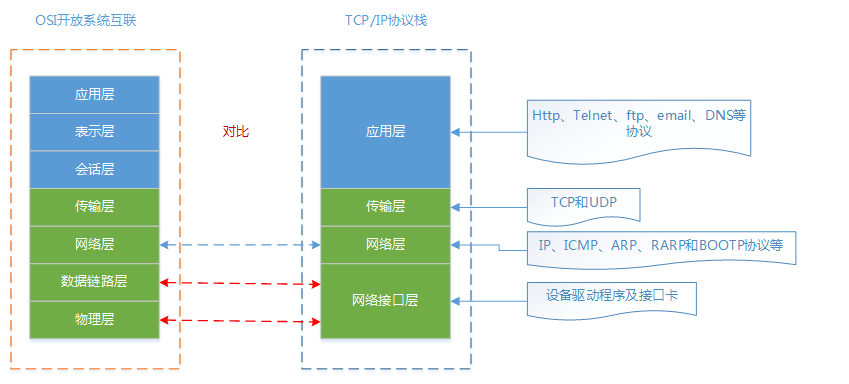 OSI开放系统互联
TCP/IP协议栈
应用层
表示层
会话层
传输层
网络层
数据链路层
物理层
对比
应用层
传输层
网络层
网络接口层
Http、Telnet、ftp、email、DNS等
协议
TCP和UDP
IP、ICMP、ARP、RARP和BOOTP协议等
设备驱动程序及接口卡